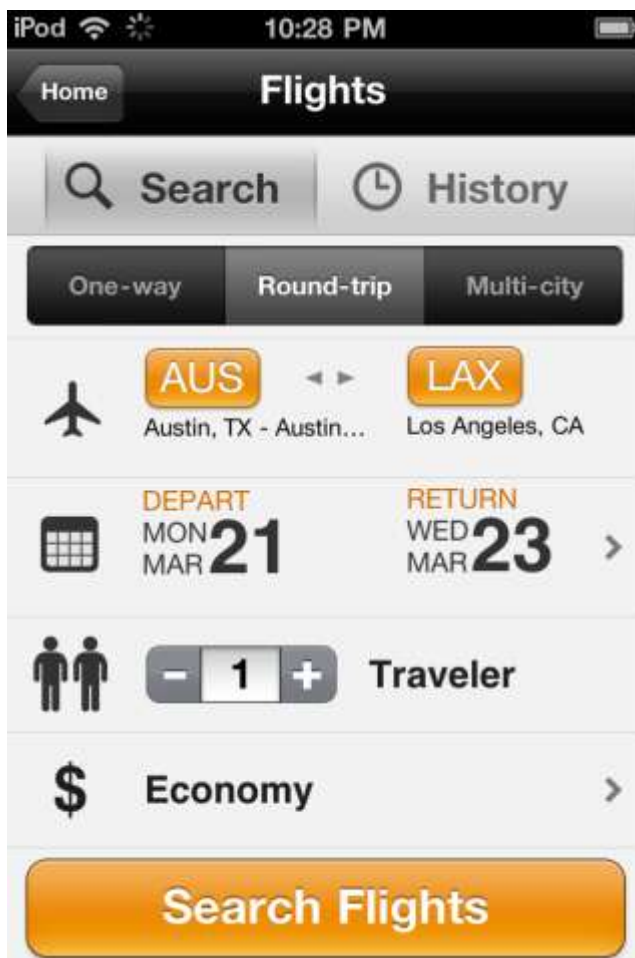 iPod 10:28 PM
Home Flights
Search History
One-way Round-trip Multi-city
AUS LAX
Austin, TX - Austin... Los Angeles, CA
DEPART RETURN
MON MAR 21 WED MAR 23
- 1 + Traveler
$ Economy
Search Flights